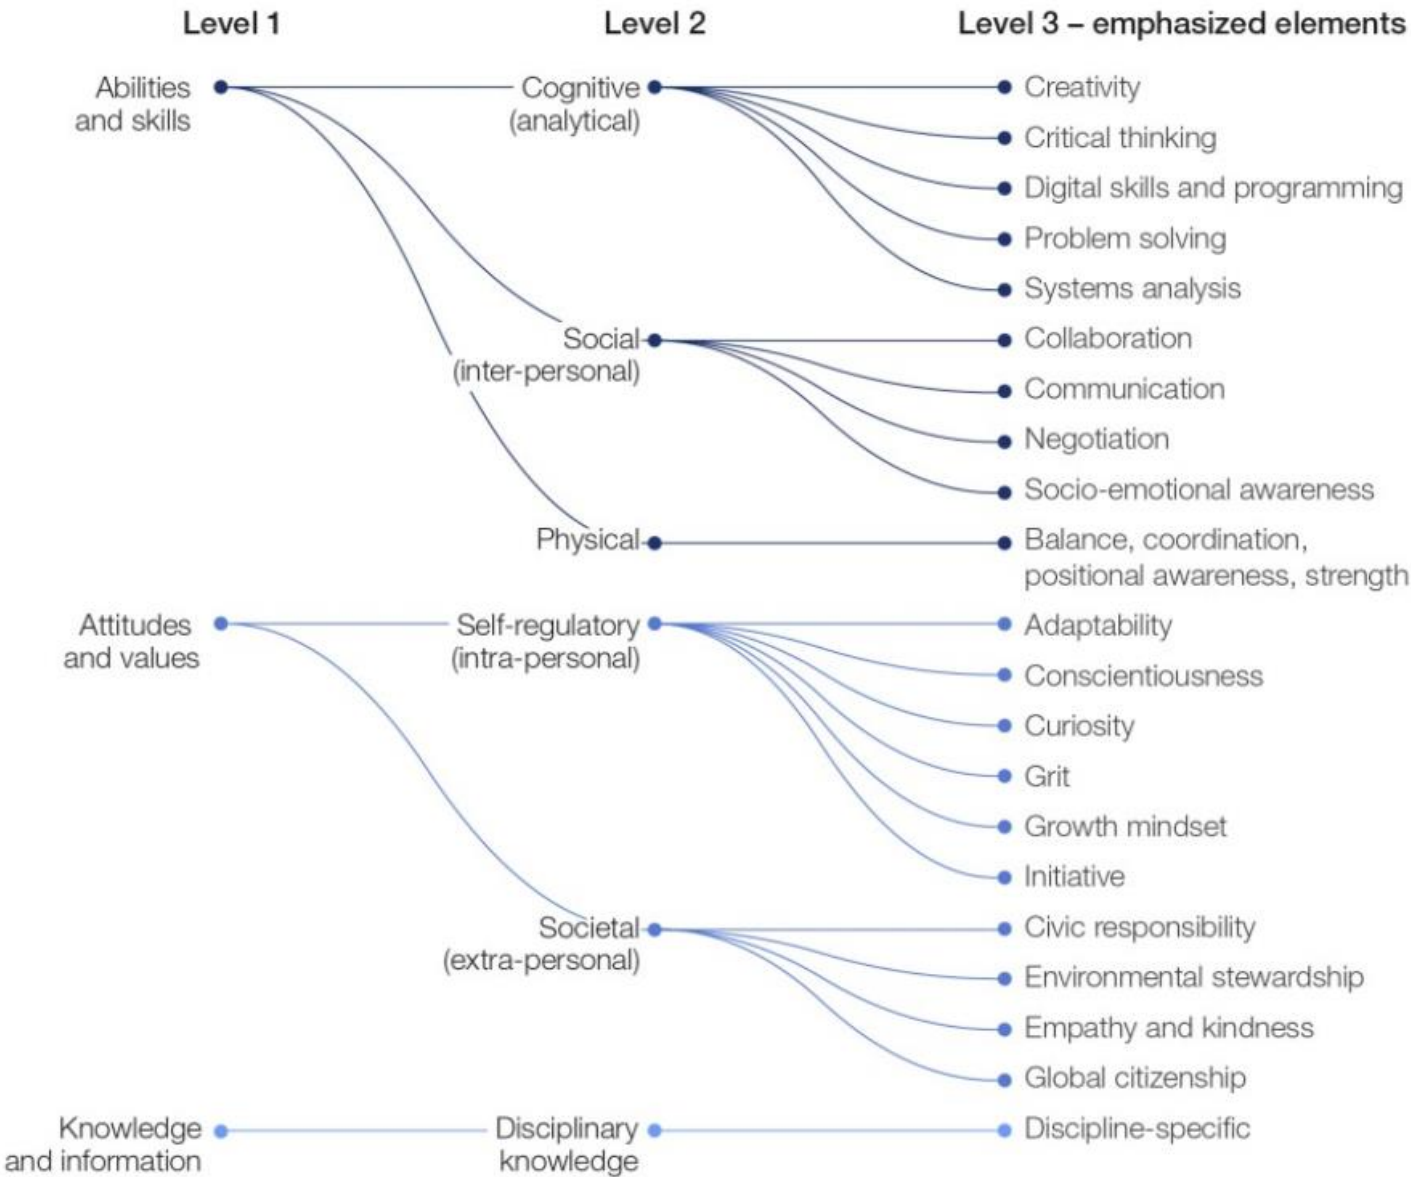 Level 1
Level 2
Level 3 – emphasized elements
Abilities
and skills
Cognitive
(analytical)
Creativity
Critical thinking
Digital skills and programming
Problem solving
Systems analysis
Social
(inter-personal)
Collaboration
Communication
Negotiation
Socio-emotional awareness
Physical
Balance, coordination,
positional awareness, strength
Attitudes
and values
Self-regulatory
(intra-personal)
Adaptability
Conscientiousness
Curiosity
Grit
Growth mindset
Initiative
Societal
(extra-personal)
Civic responsibility
Environmental stewardship
Empathy and kindness
Global citizenship
Knowledge
and information
Disciplinary
knowledge
Discipline-specific